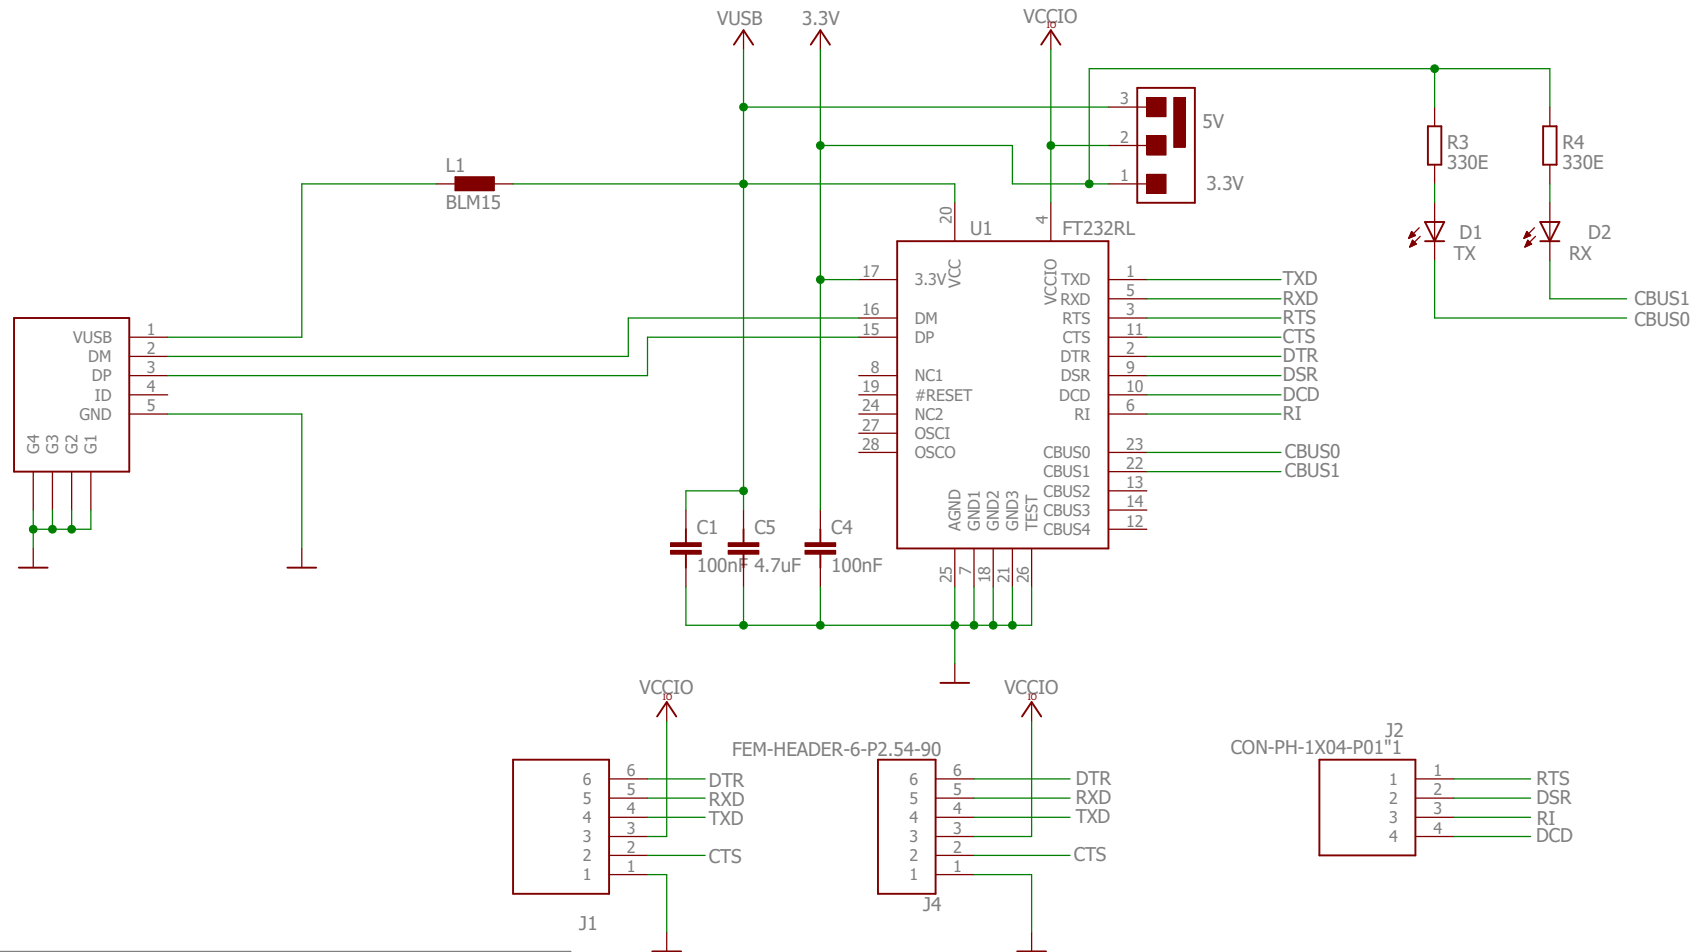 VUSB 3.3V VCCIO
IO
3
5V
2
1
3.3V
L1
BLM15
R3
330E
R4
330E
D1
TX
D2
RX
CBUS1
CBUS0
20
4
U1 FT232RL
VCC
VCCIO
17 3.3V
16 DM
15 DP
8 NC1
19 #RESET
24 NC2
27 OSCI
28 OSCO
TXD 1 TXD
RXD 5 RXD
RTS 3 RTS
CTS 11 CTS
DTR 2 DTR
DSR 9 DSR
DCD 10 DCD
RI 6 RI
CBUS0 23 CBUS0
CBUS1 22 CBUS1
CBUS2 13
CBUS3 14
CBUS4 12
AGND GND1 GND2 GND3 TEST
25 7 18 21 26
VUSB 1
DM 2
DP 3
ID 4
GND 5
G4 G3 G2 G1
C1
100nF
C5
4.7uF
C4
100nF
VCCIO
IO
6 6 DTR
5 5 RXD
4 4 TXD
3 3
2 2 CTS
1 1
J1
VCCIO
IO
FEM-HEADER-6-P2.54-90
6 6 DTR
5 5 RXD
4 4 TXD
3 3
2 2 CTS
1 1
J4
J2
CON-PH-1X04-P01"1
1 1 RTS
2 2 DSR
3 3 RI
4 4 DCD